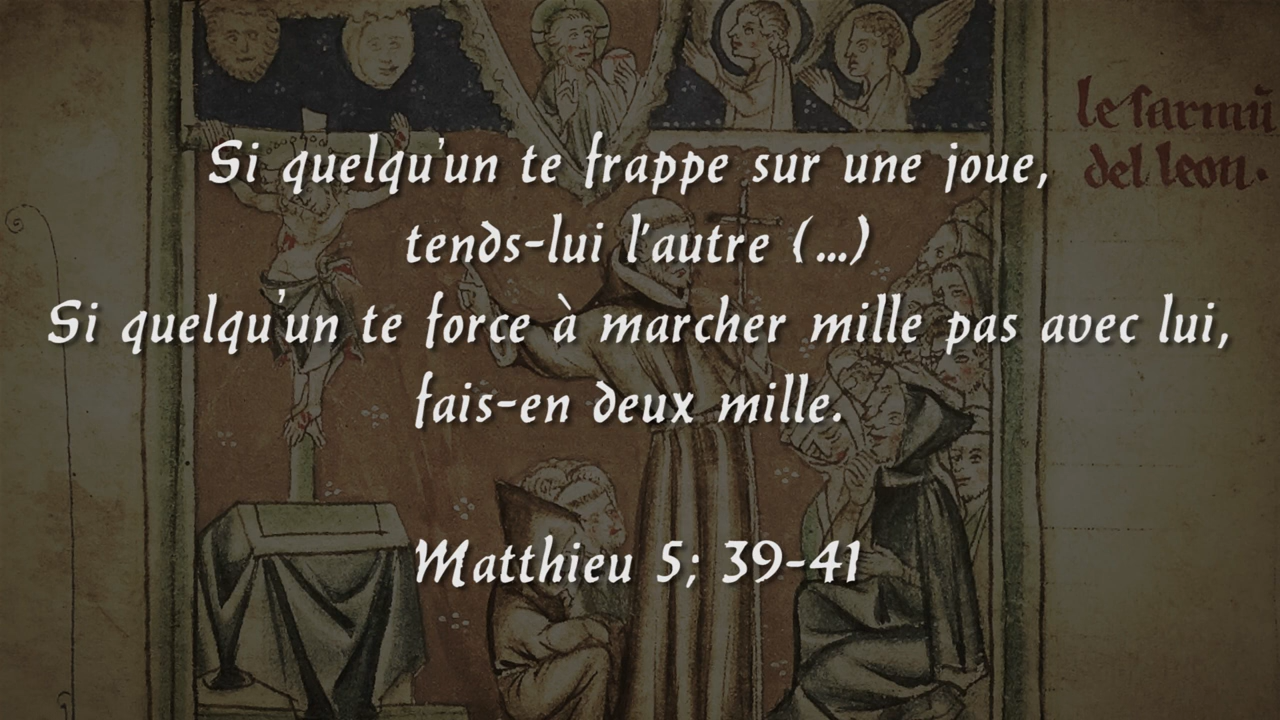 Si quelqu'un te frappe sur une joue,
tends-lui l'autre (...)
Si quelqu'un te force à marcher mille pas avec lui,
fais-en deux mille.
Matthieu 5; 39-41
le sarmū
del leon.